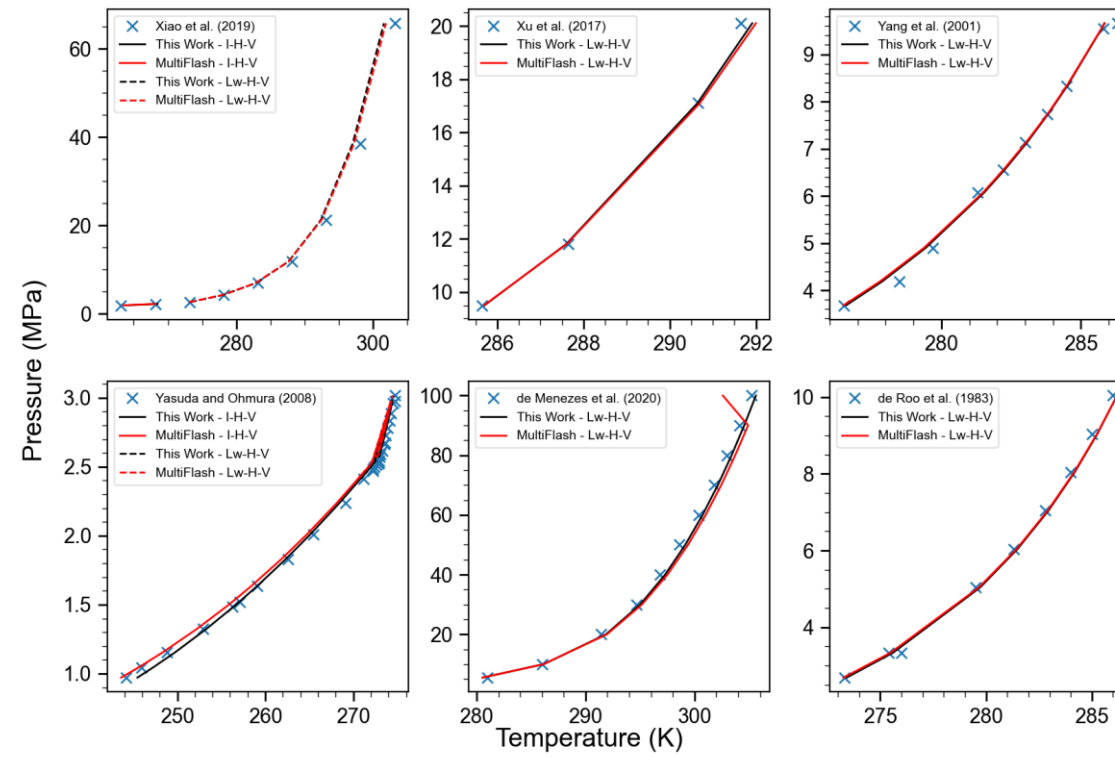 Pressure (MPa)
Xiao et al. (2019)
This Work - I-H-V
MultiFlash - I-H-V
This Work - Lw-H-V
MultiFlash - Lw-H-V
60
40
20
0
280
300
Xu et al. (2017)
This Work - Lw-H-V
MultiFlash - Lw-H-V
20
18
16
14
12
10
286
288
290
292
Yang et al. (2001)
This Work - Lw-H-V
MultiFlash - Lw-H-V
9
8
7
6
5
4
280
285
Yasuda and Ohmura (2008)
This Work - I-H-V
MultiFlash - I-H-V
This Work - Lw-H-V
MultiFlash - Lw-H-V
3.0
2.5
2.0
1.5
1.0
250
260
270
de Menezes et al. (2020)
This Work - Lw-H-V
MultiFlash - Lw-H-V
100
80
60
40
20
280
290
300
de Roo et al. (1983)
This Work - Lw-H-V
MultiFlash - Lw-H-V
10
8
6
4
275
280
285
Temperature (K)